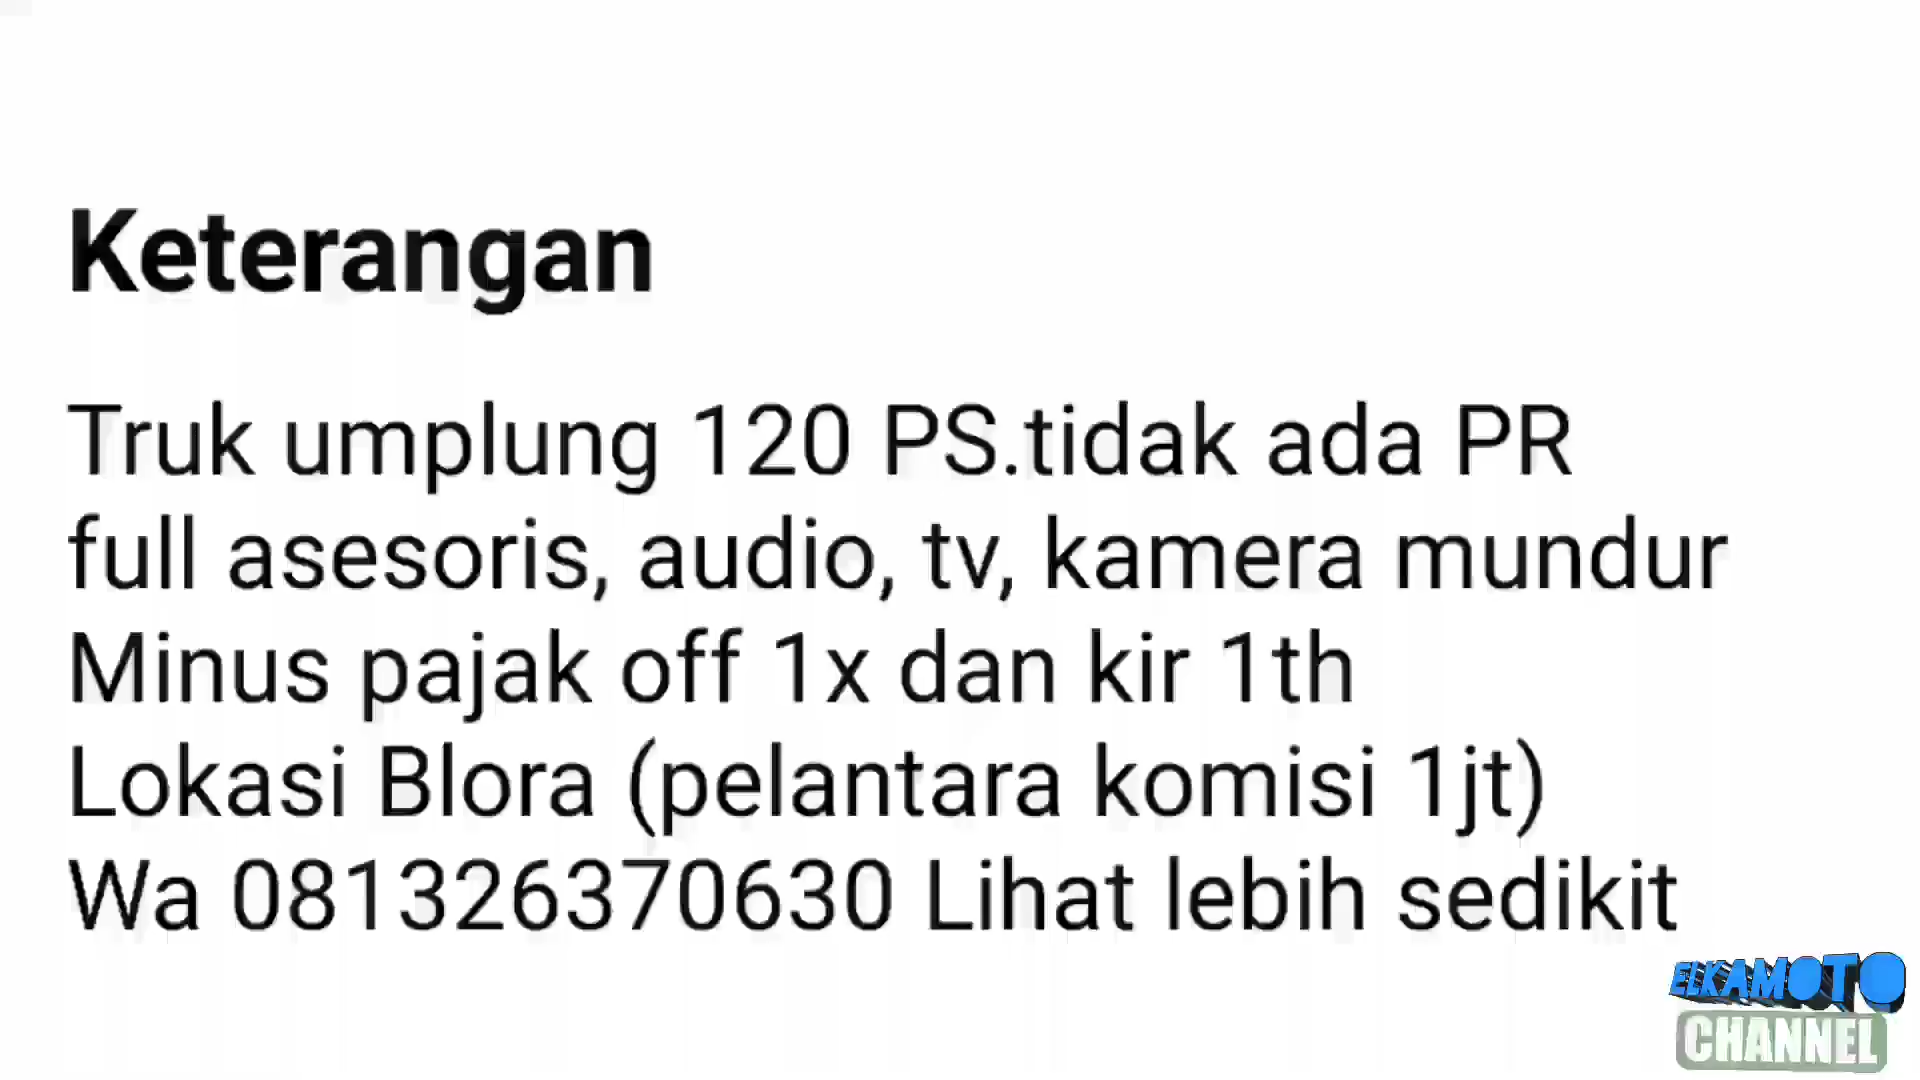 Keterangan
Truk umplung 120 PS.tidak ada PR
full asesoris, audio, tv, kamera mundur
Minus pajak off 1x dan kir 1th
Lokasi Blora (pelantara komisi 1jt)
Wa 081326370630 Lihat lebih sedikit
ELKAMOTO
CHANNEL